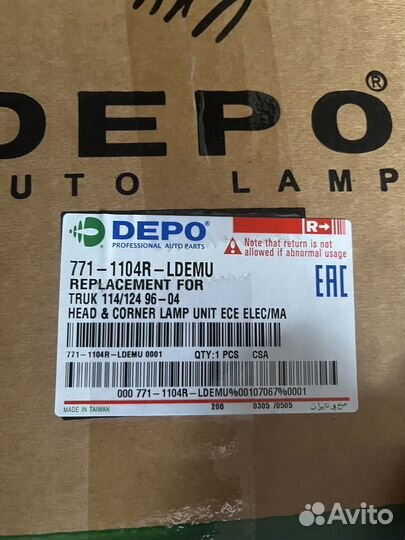 DEPO®
AUTO LAMP
DEPO®
PROFESSIONAL AUTO PARTS
R→
Note that return is not
allowed if abnormal usage
771-1104R-LDEMU
REPLACEMENT FOR
TRUK 114/124 96-04
HEAD & CORNER LAMP UNIT ECE ELEC/MA
EAC
771-1104R-LDEMU 0001 QTY:1 PCS CSA
000 771-1104R-LDEMU%00107067%0001
MADE IN TAIWAN 206 0305 /0505
Avito